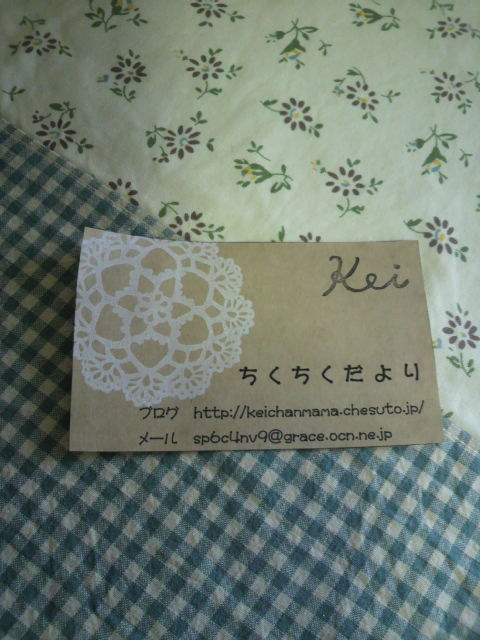 Kei
ちくちくだより
ブログ http://keichanmama.chesuto.jp/
メール sp6cl4nv9@grace.ocn.ne.jp